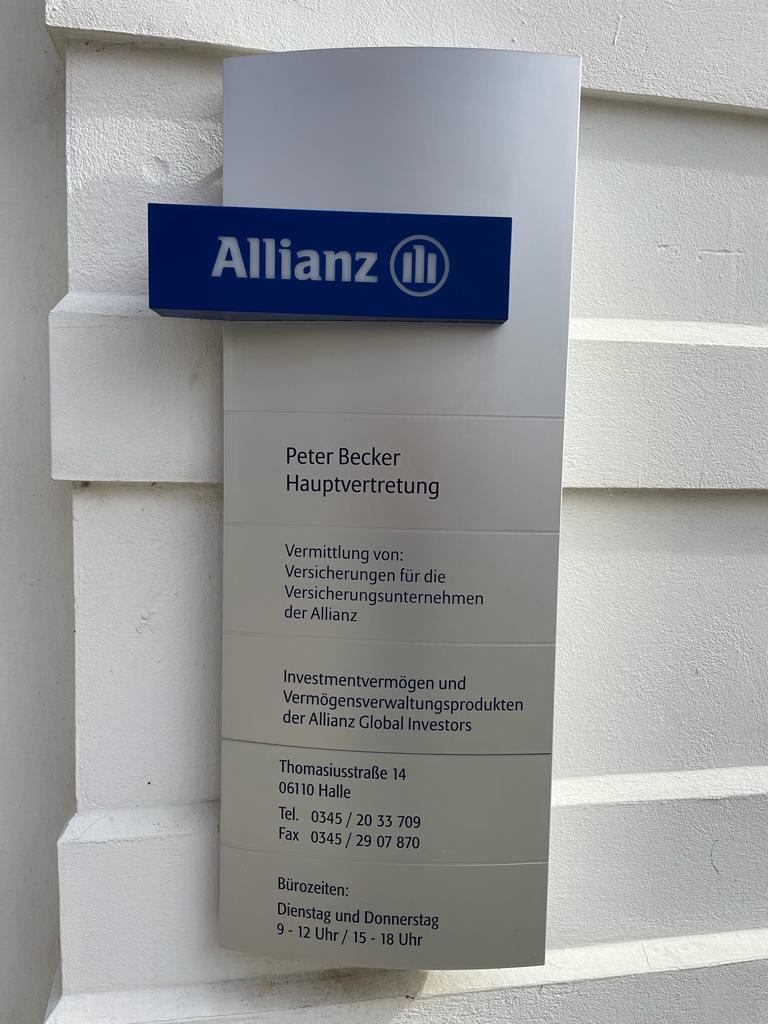 Allianz
Peter Becker
Hauptvertretung
Vermittlung von:
Versicherungen für die
Versicherungsunternehmen
der Allianz
Investmentvermögen und
Vermögensverwaltungsprodukten
der Allianz Global Investors
Thomasiusstraße 14
06110 Halle
Tel. 0345 / 20 33 709
Fax 0345 / 29 07 870
Bürozeiten:
Dienstag und Donnerstag
9 - 12 Uhr / 15 - 18 Uhr